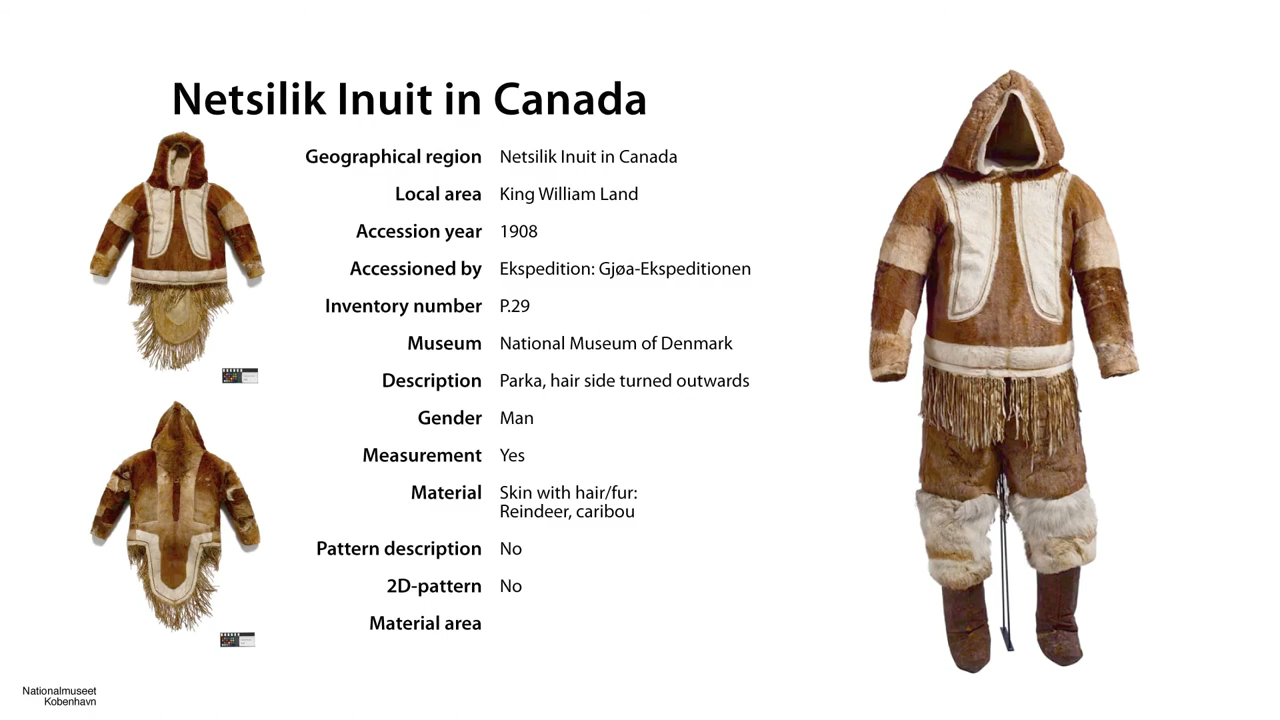 Netsilik Inuit in Canada
Geographical region Netsilik Inuit in Canada
Local area King William Land
Accession year 1908
Accessioned by Ekspedition: Gjøa-Ekspeditionen
Inventory number P.29
Museum National Museum of Denmark
Description Parka, hair side turned outwards
Gender Man
Measurement Yes
Material Skin with hair/fur:
Reindeer, caribou
Pattern description No
2D-pattern No
Material area
Nationalmuseet
Kobenhavn